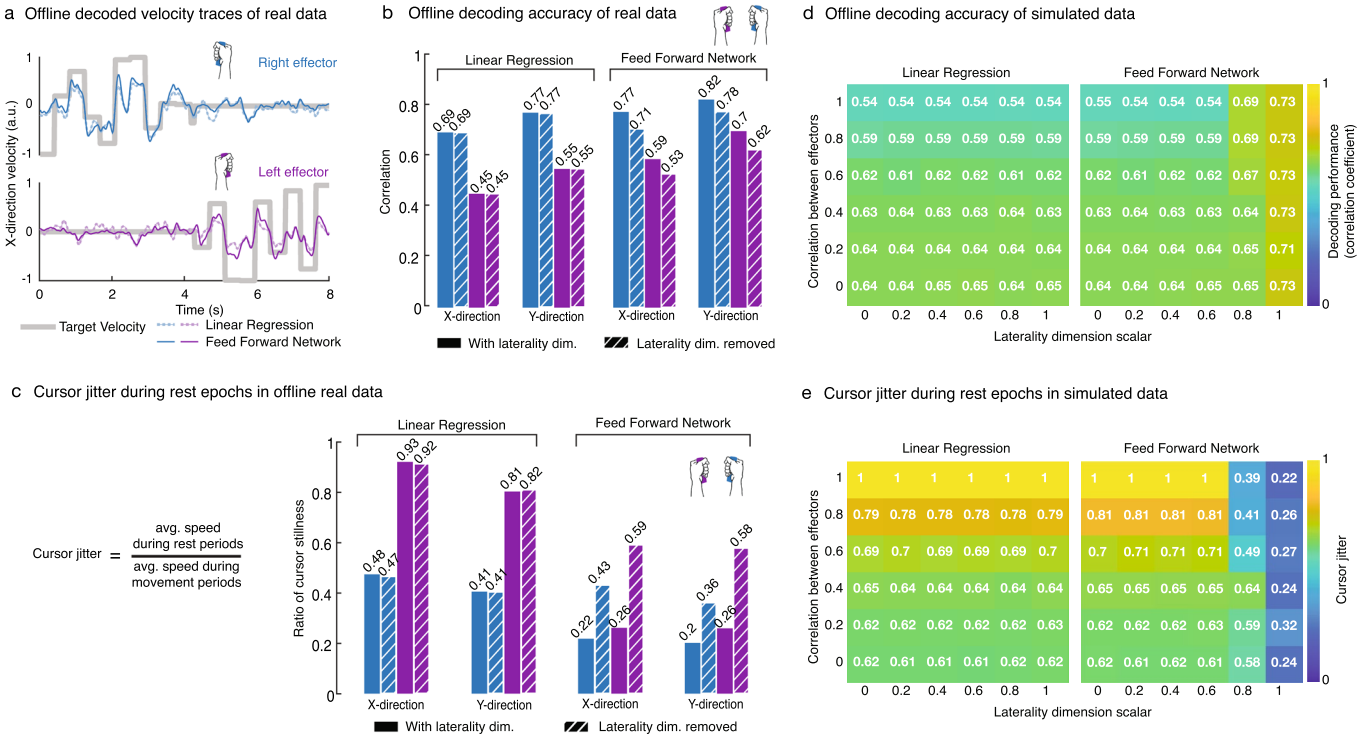 a Offline decoded velocity traces of real data
Right effector
1
0
-1
Left effector
1
0
-1
X-direction velocity (a.u.)
0 2 4 6 8
Time (s)
Target Velocity
Linear Regression
Feed Forward Network
b Offline decoding accuracy of real data
Linear Regression
Feed Forward Network
1
0.8
0.6
0.4
0.2
0
Correlation
0.69 0.69 0.45 0.45
0.77 0.77 0.55 0.55
0.77 0.71 0.59 0.53
0.82 0.78 0.7 0.62
X-direction Y-direction X-direction Y-direction
With laterality dim.
Laterality dim. removed
c Cursor jitter during rest epochs in offline real data
Cursor jitter =
avg. speed
during rest periods
avg. speed during
movement periods
Linear Regression
Feed Forward Network
1
0.8
0.6
0.4
0.2
0
Ratio of cursor stillness
0.48 0.47 0.93 0.92
0.41 0.41 0.81 0.82
0.22 0.43 0.26 0.59
0.2 0.36 0.26 0.58
X-direction Y-direction X-direction Y-direction
With laterality dim.
Laterality dim. removed
d Offline decoding accuracy of simulated data
Linear Regression
Feed Forward Network
Correlation between effectors
1 0.54 0.54 0.54 0.54 0.54 0.54 0.55 0.54 0.54 0.54 0.69 0.73
0.8 0.59 0.59 0.59 0.59 0.59 0.59 0.59 0.59 0.59 0.59 0.69 0.73
0.6 0.62 0.61 0.62 0.62 0.62 0.61 0.62 0.61 0.62 0.62 0.67 0.73
0.4 0.63 0.64 0.63 0.63 0.64 0.63 0.63 0.64 0.63 0.63 0.64 0.73
0.2 0.64 0.64 0.64 0.64 0.64 0.64 0.64 0.64 0.64 0.64 0.65 0.71
0 0.64 0.64 0.64 0.65 0.64 0.65 0.64 0.64 0.64 0.65 0.65 0.73
0 0.2 0.4 0.6 0.8 1 0 0.2 0.4 0.6 0.8 1
Laterality dimension scalar
1
0
Decoding performance
(correlation coefficient)
e Cursor jitter during rest epochs in simulated data
Linear Regression
Feed Forward Network
Correlation between effectors
1 1 1 1 1 1 1 1 1 1 1 0.39 0.22
0.8 0.79 0.78 0.78 0.78 0.78 0.79 0.81 0.81 0.81 0.81 0.41 0.26
0.6 0.69 0.7 0.69 0.69 0.69 0.7 0.7 0.71 0.71 0.71 0.49 0.27
0.4 0.65 0.64 0.65 0.65 0.64 0.64 0.65 0.65 0.65 0.65 0.64 0.24
0.2 0.62 0.62 0.62 0.62 0.62 0.63 0.62 0.62 0.62 0.63 0.59 0.32
0 0.62 0.61 0.61 0.61 0.62 0.62 0.62 0.61 0.62 0.61 0.58 0.24
0 0.2 0.4 0.6 0.8 1 0 0.2 0.4 0.6 0.8 1
Laterality dimension scalar
1
0
Cursor jitter